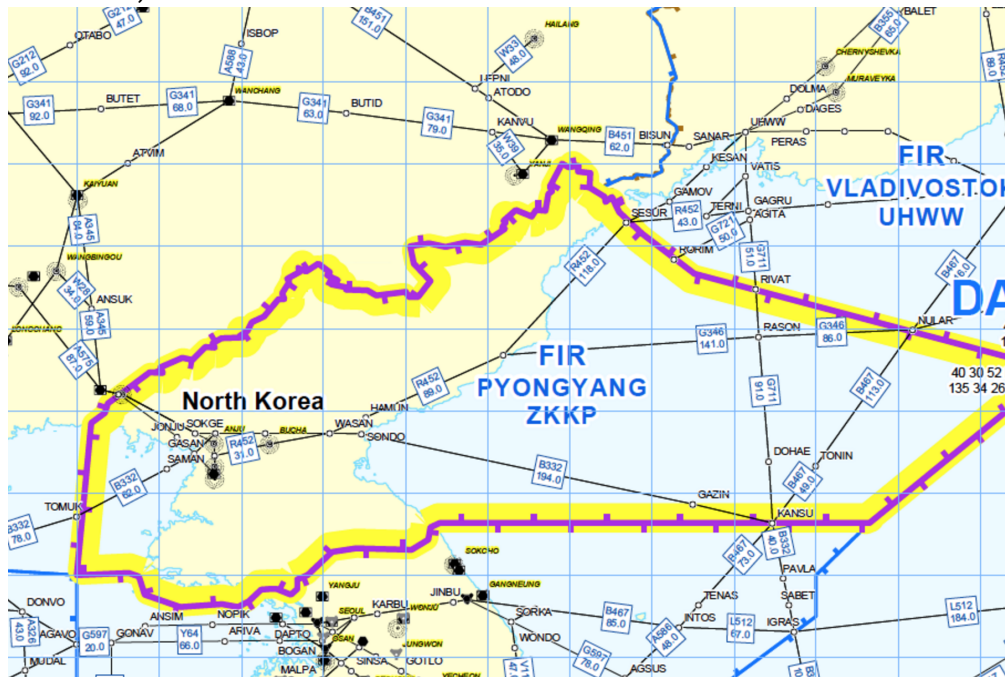 G212
47.0
B451
151.0
HAILANG
BALET
B355
65.0
ISBOP
OTABO
G212
92.0
A588
43.0
W33
48.0
CHERNYSHEVKA
MURAVEYKA
WANCHANG
ATODO
DOLMA
DAGES
G341
92.0
BUTET
G341
68.0
G341
63.0
BUTID
G341
79.0
KANVU
WANGQING
UHWW
PERAS
W39
35.0
B451
62.0
BISUN
SANAR
KESAN
VATIS
ATVIM
YANJI
FIR
VLADIVOSTOK
UHWW
KAIYUAN
GAMOV
TERNI
GAGRU
AGITA
SESUR
R452
43.0
G721
50.0
A345
64.0
RORIM
WANGBINGOU
R452
118.0
G711
51.0
B467
W28
34.0
RIVAT
DA
ANSUK
A345
59.0
LONGCHANG
A575
87.0
G346
141.0
RASON
G346
86.0
NULAR
FIR
PYONGYANG
ZKKP
40 30 52
135 34 26
R452
89.0
G711
91.0
B467
113.0
North Korea
HAMUN
JONJU
SOKGE
ANJU
BUCHA
WASAN
SONDO
GASAN
R452
31.0
SAMAN
B332
62.0
B332
194.0
DOHAE
TONIN
B467
49.0
TOMUK
GAZIN
B332
78.0
KANSU
B467
73.0
B332
40.0
SOKCHO
PAVLA
YANGJU
JINBU
GANGNEUNG
DONVO
ANSIM
NOPIK
SEOUL
KARBU
WONJU
TENAS
SABET
A326
43.0
AGAVO
G597
20.0
GONAV
Y64
66.0
ARIVA
DAPTO
OSAN
JUNGWON
SORKA
B467
85.0
INTOS
L512
67.0
IGRAS
L512
184.0
WONDO
BOGAN
A586
48.0
MUDAL
MALPA
SINSA
GOTLO
G597
78.0
AGSUS
YECHEON
V11
47